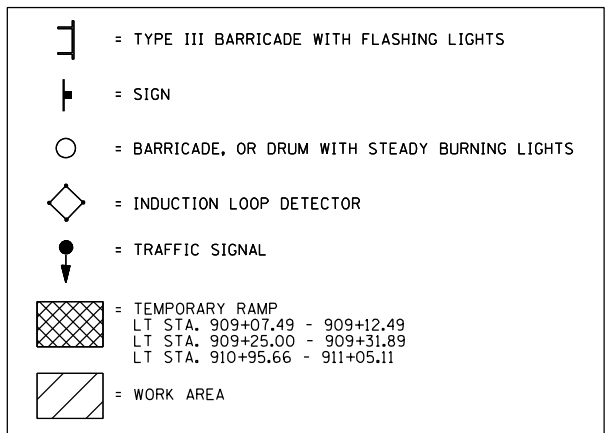 = TYPE III BARRICADE WITH FLASHING LIGHTS
= SIGN
= BARRICADE, OR DRUM WITH STEADY BURNING LIGHTS
= INDUCTION LOOP DETECTOR
= TRAFFIC SIGNAL
= TEMPORARY RAMP
LT STA. 909+07.49 - 909+12.49
LT STA. 909+25.00 - 909+31.89
LT STA. 910+95.66 - 911+05.11
= WORK AREA